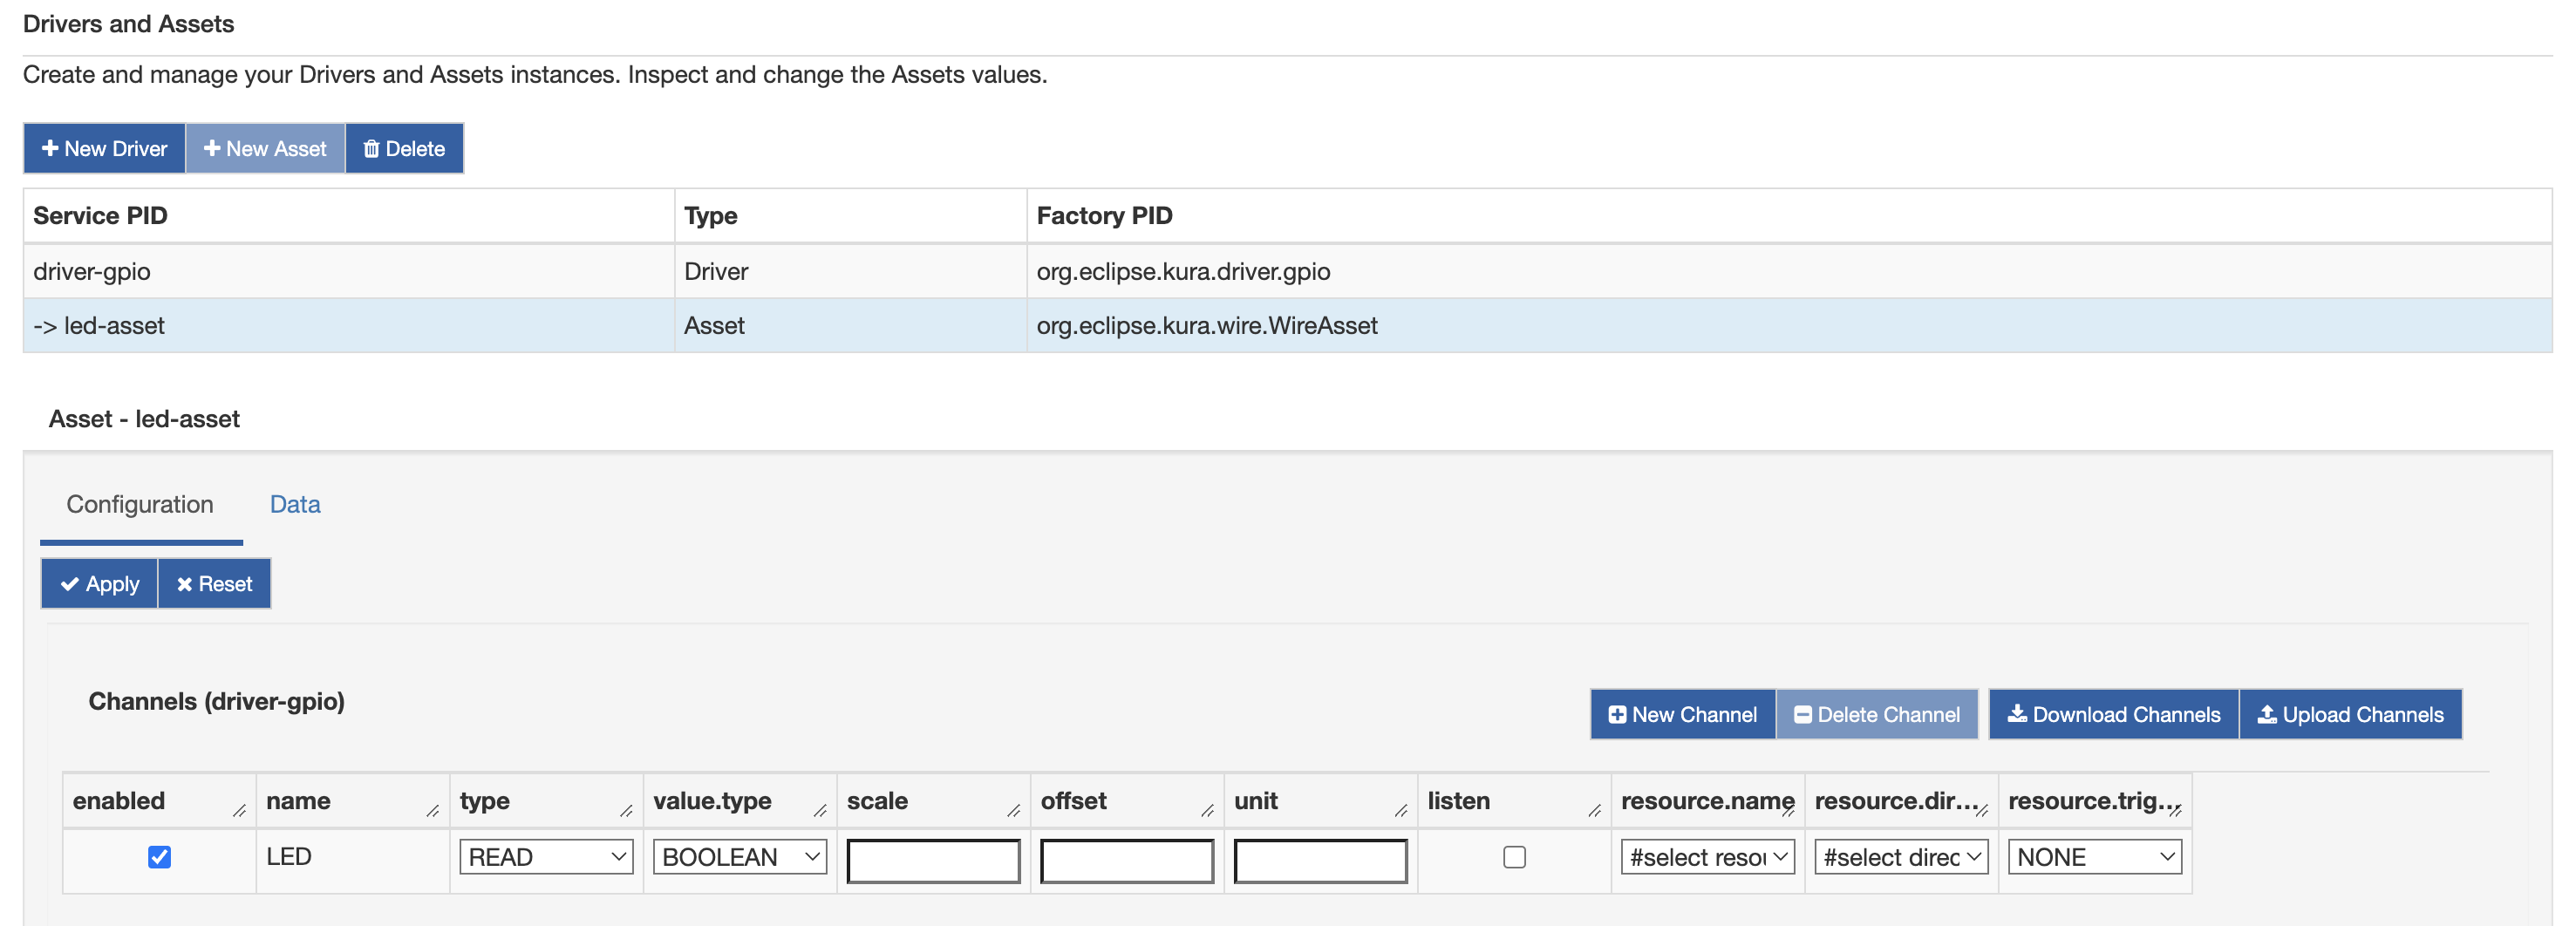 Drivers and Assets
Create and manage your Drivers and Assets instances. Inspect and change the Assets values.
New Driver New Asset Delete
Service PID Type Factory PID
driver-gpio Driver org.eclipse.kura.driver.gpio
-> led-asset Asset org.eclipse.kura.wire.WireAsset
Asset - led-asset
Configuration Data
Apply Reset
Channels (driver-gpio) New Channel Delete Channel Download Channels Upload Channels
enabled name type value.type scale offset unit listen resource.name resource.dir... resource.trig...
LED READ BOOLEAN #select resou #select direc NONE